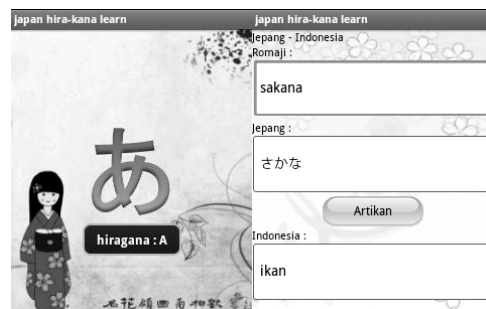 japan hira-kana learn
あ
hiragana : A
japan hira-kana learn
Jepang - Indonesia
Romaji :
sakana
Jepang :
さかな
Artikan
Indonesia :
ikan